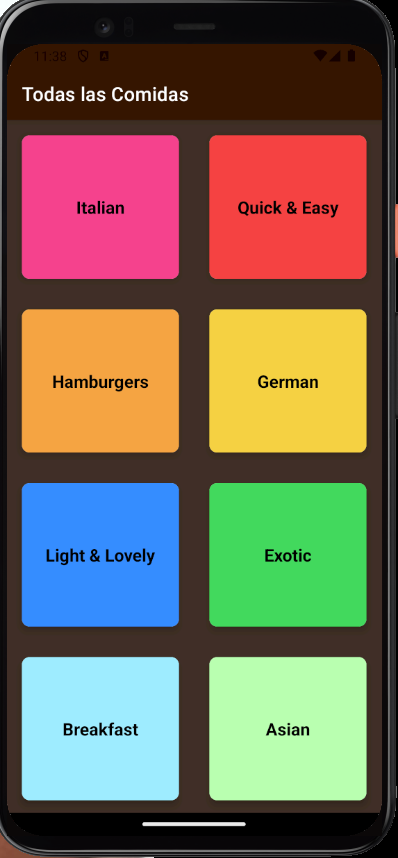 11:38
Todas las Comidas
Italian
Quick & Easy
Hamburgers
German
Light & Lovely
Exotic
Breakfast
Asian